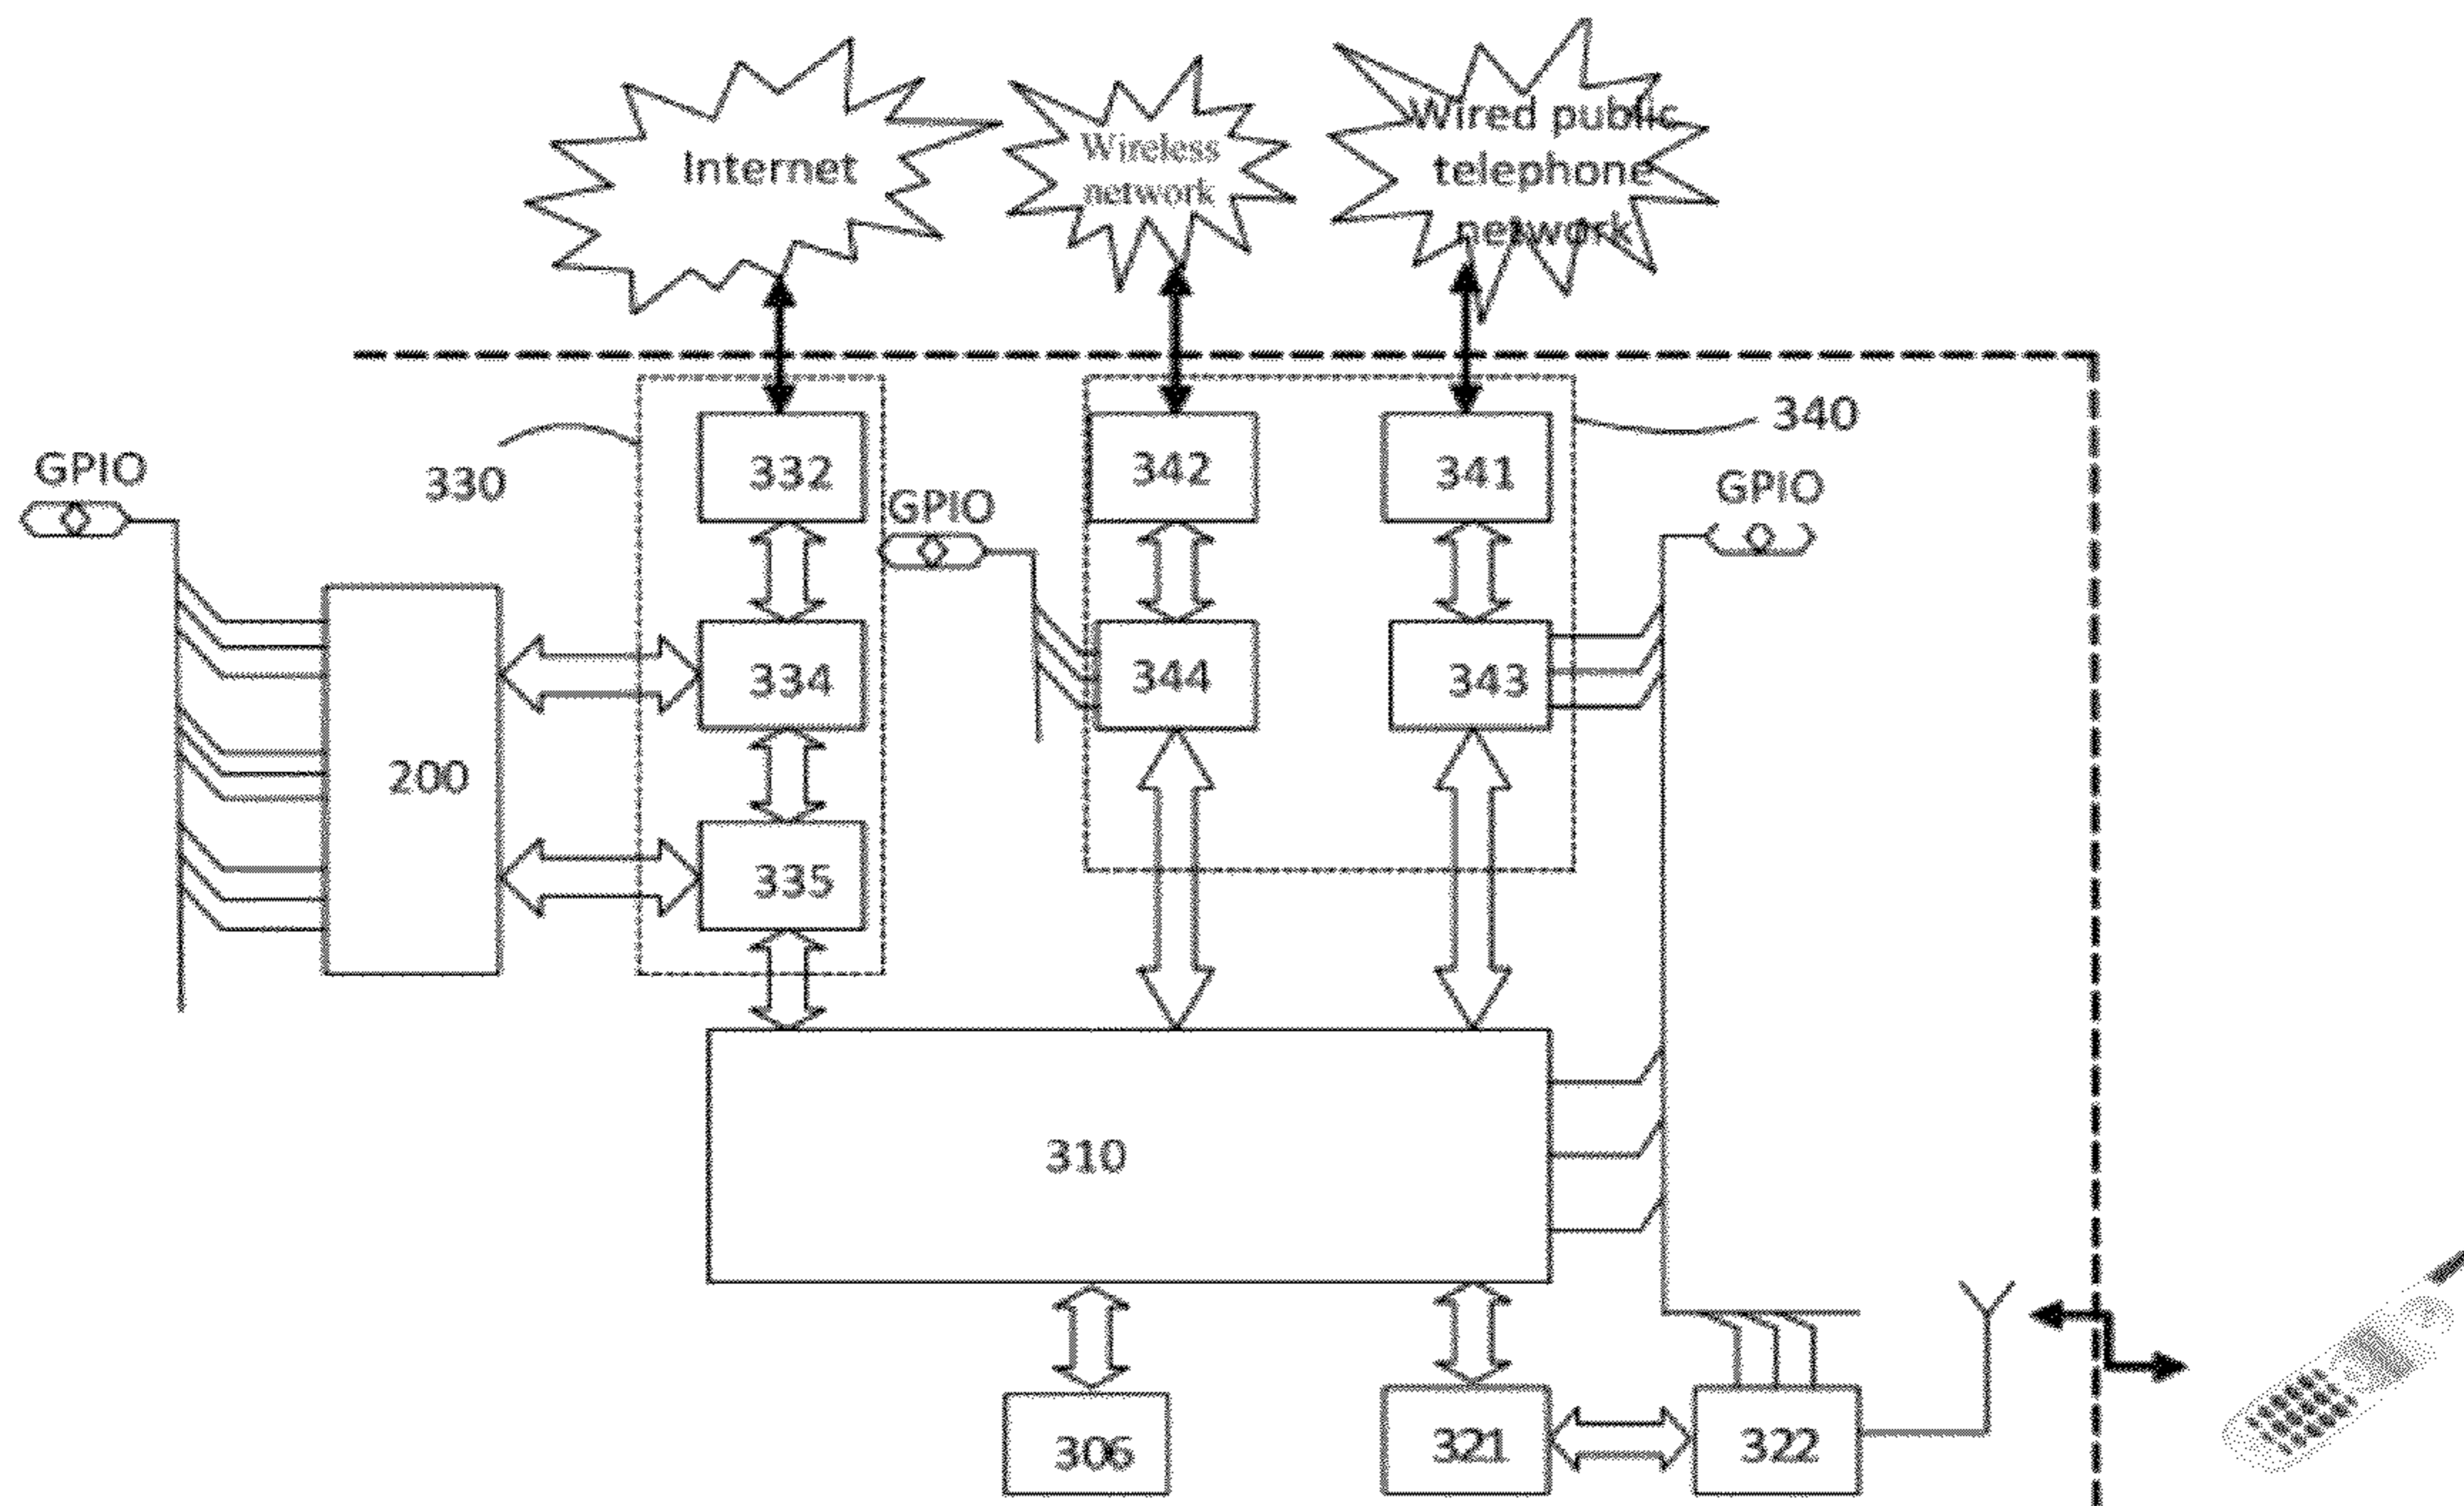 Internet
Wireless
network
Wired public
telephone
network
330
340
GPIO
GPIO
GPIO
332
342
341
334
344
343
200
335
310
306
321
322